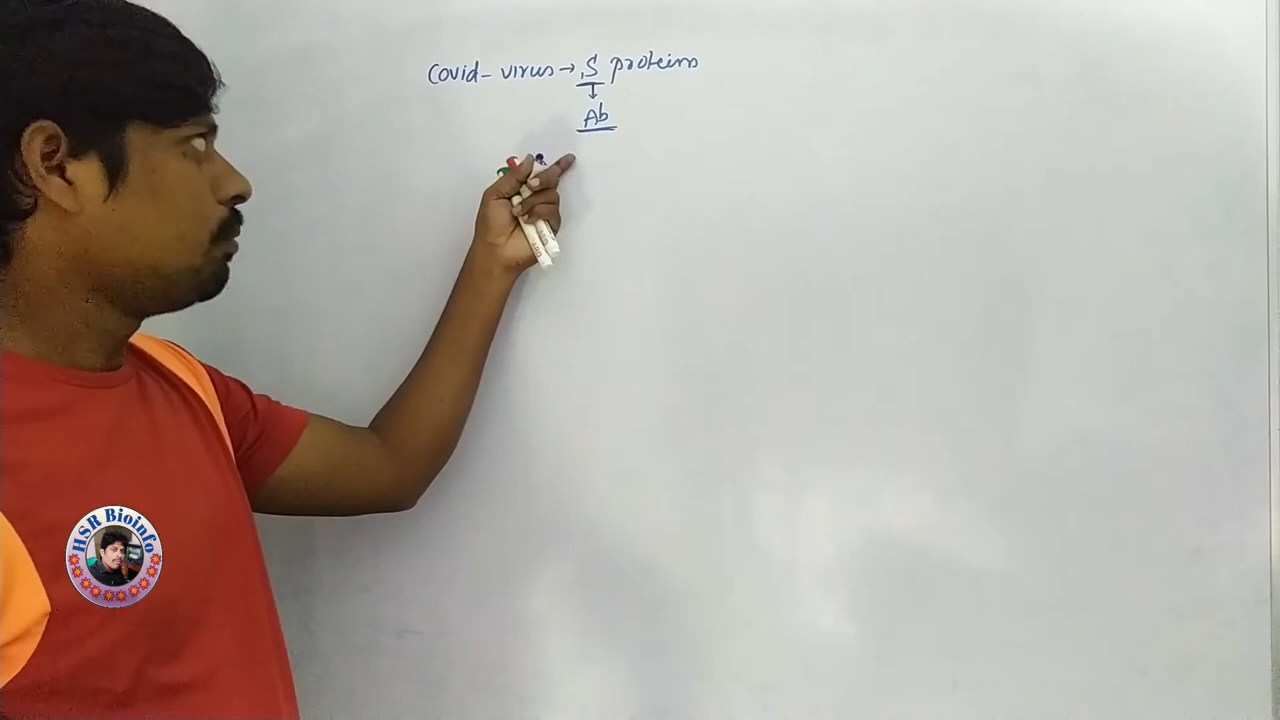 Covid- virus → S proteins
↓
Ab
HSR Bioinfo